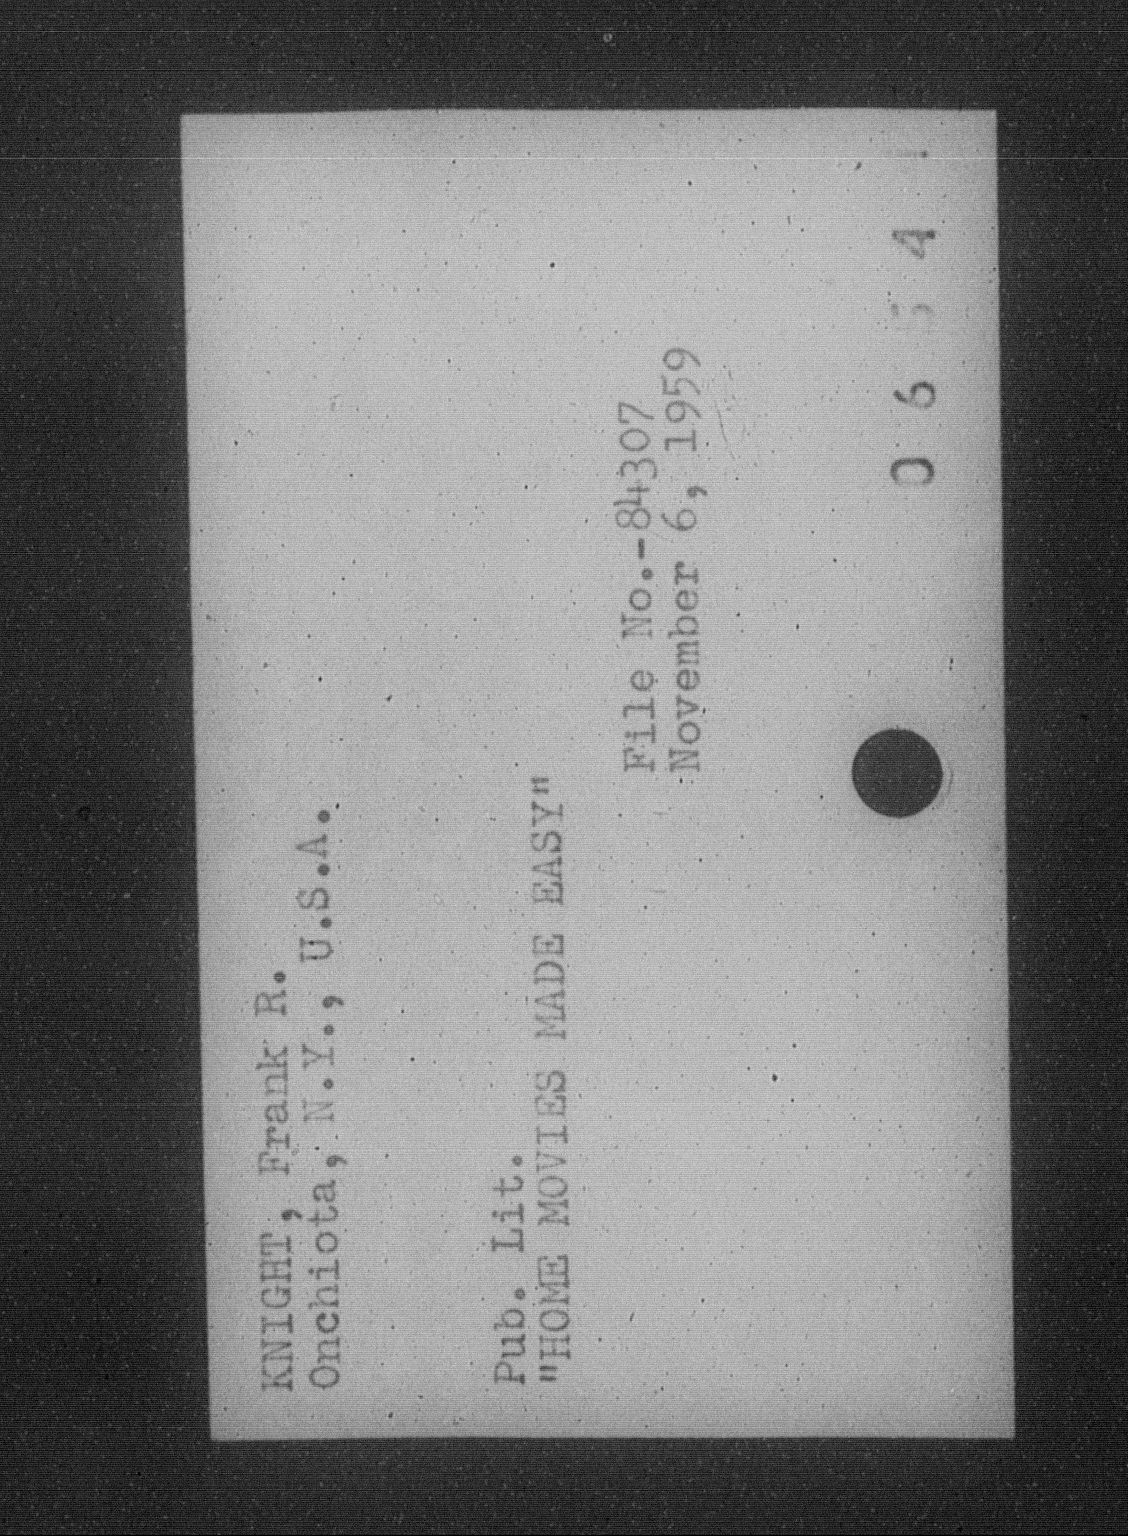 KNIGHT, Frank R.
Onchiota, N.Y., U.S.A.
Pub. Lit.
"HOME MOVIES MADE EASY"
File No.-84307
November 6, 1959